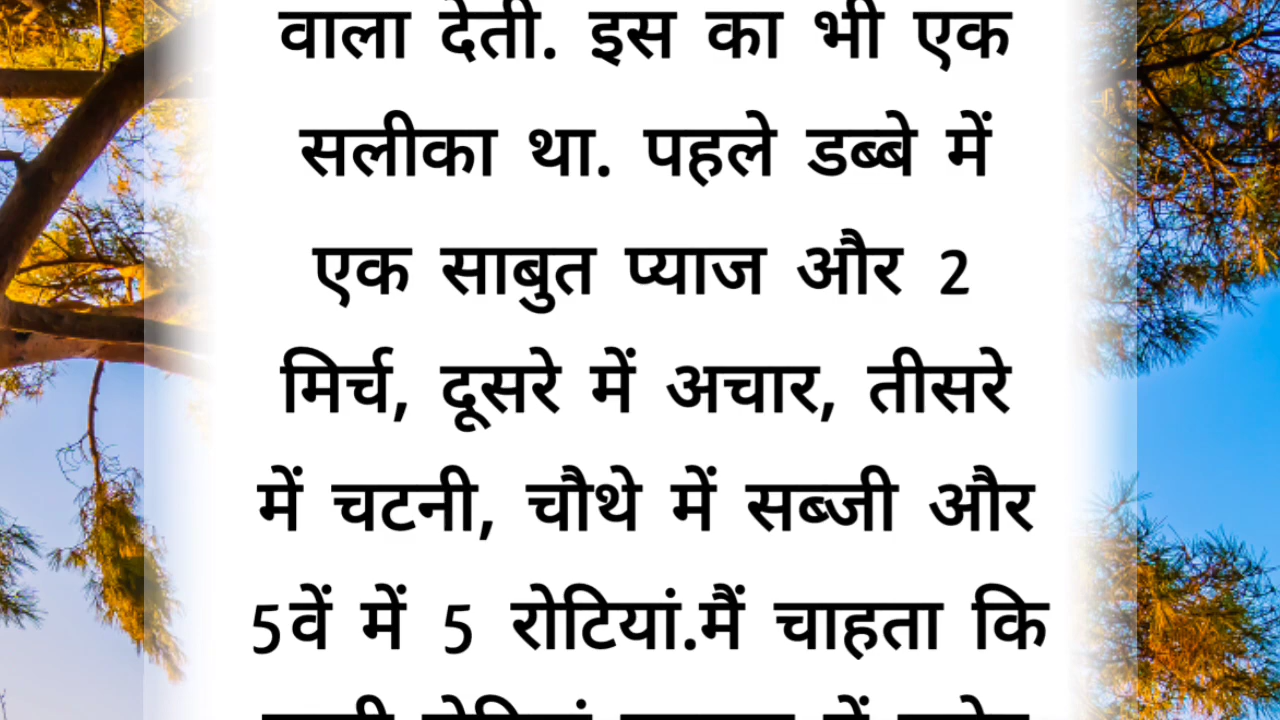 वाला देती. इस का भी एक
सलीका था. पहले डब्बे में
एक साबुत प्याज और 2
मिर्च, दूसरे में अचार, तीसरे
में चटनी, चौथे में सब्जी और
5वें में 5 रोटियां.मैं चाहता कि